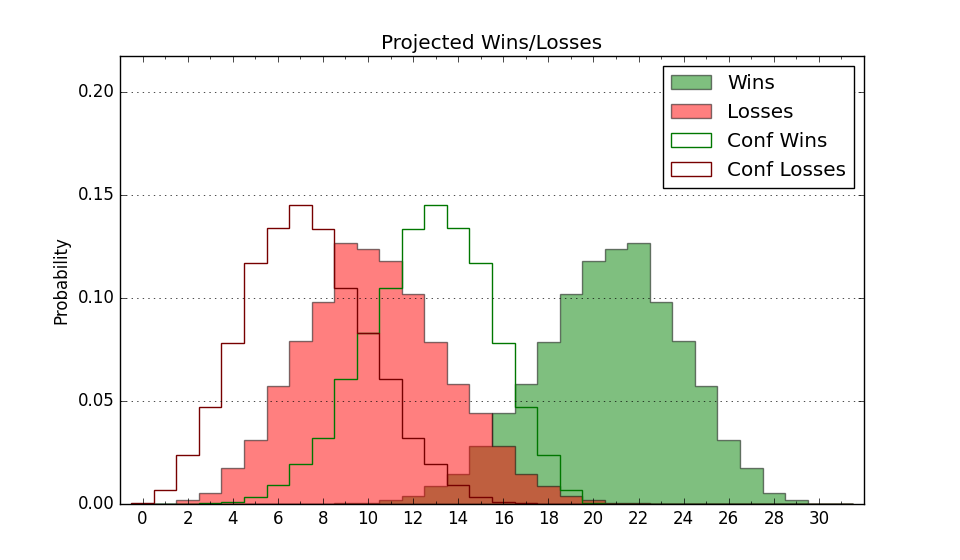 Projected Wins/Losses
Wins
Losses
Conf Wins
Conf Losses
Probability
0.20
0.15
0.10
0.05
0.00
0 2 4 6 8 10 12 14 16 18 20 22 24 26 28 30